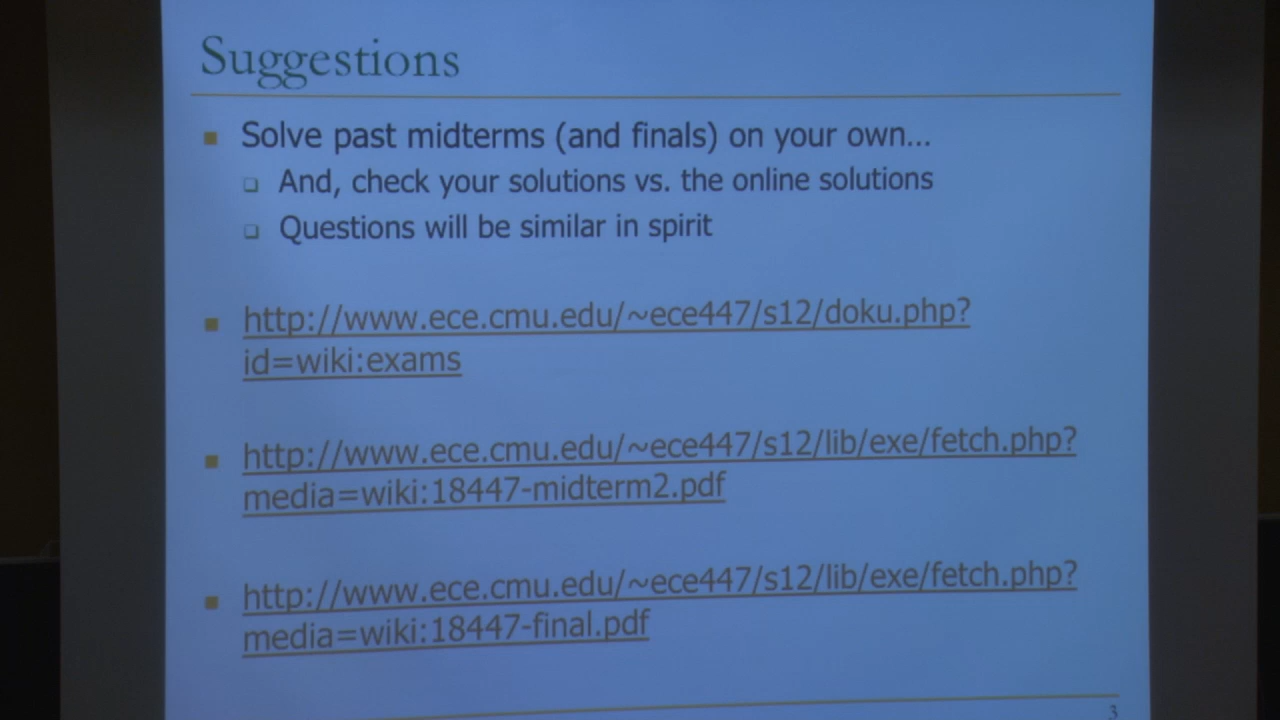 Suggestions
Solve past midterms (and finals) on your own...
And, check your solutions vs. the online solutions
Questions will be similar in spirit
http://www.ece.cmu.edu/~ece447/s12/doku.php?
id=wiki:exams
http://www.ece.cmu.edu/~ece447/s12/lib/exe/fetch.php?
media=wiki:18447-midterm2.pdf
http://www.ece.cmu.edu/~ece447/s12/lib/exe/fetch.php?
media=wiki:18447-final.pdf
3